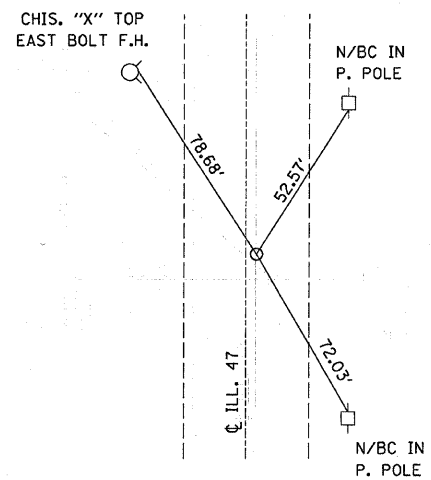 CHIS. "X" TOP
EAST BOLT F.H.
N/BC IN
P. POLE
78.68'
52.57'
72.03'
℄ ILL. 47
N/BC IN
P. POLE